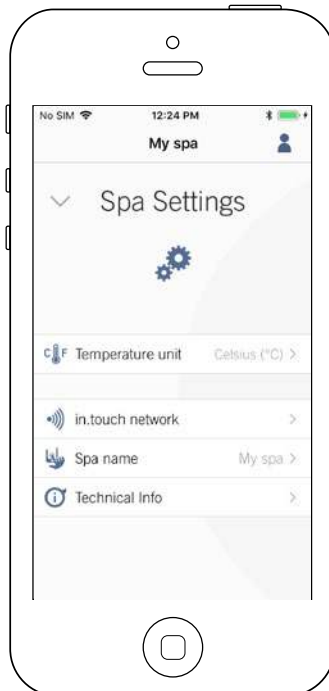 No SIM 12:24 PM
My spa
Spa Settings
C F Temperature unit Celsius (°C) >
in.touch network >
Spa name My spa >
Technical Info >